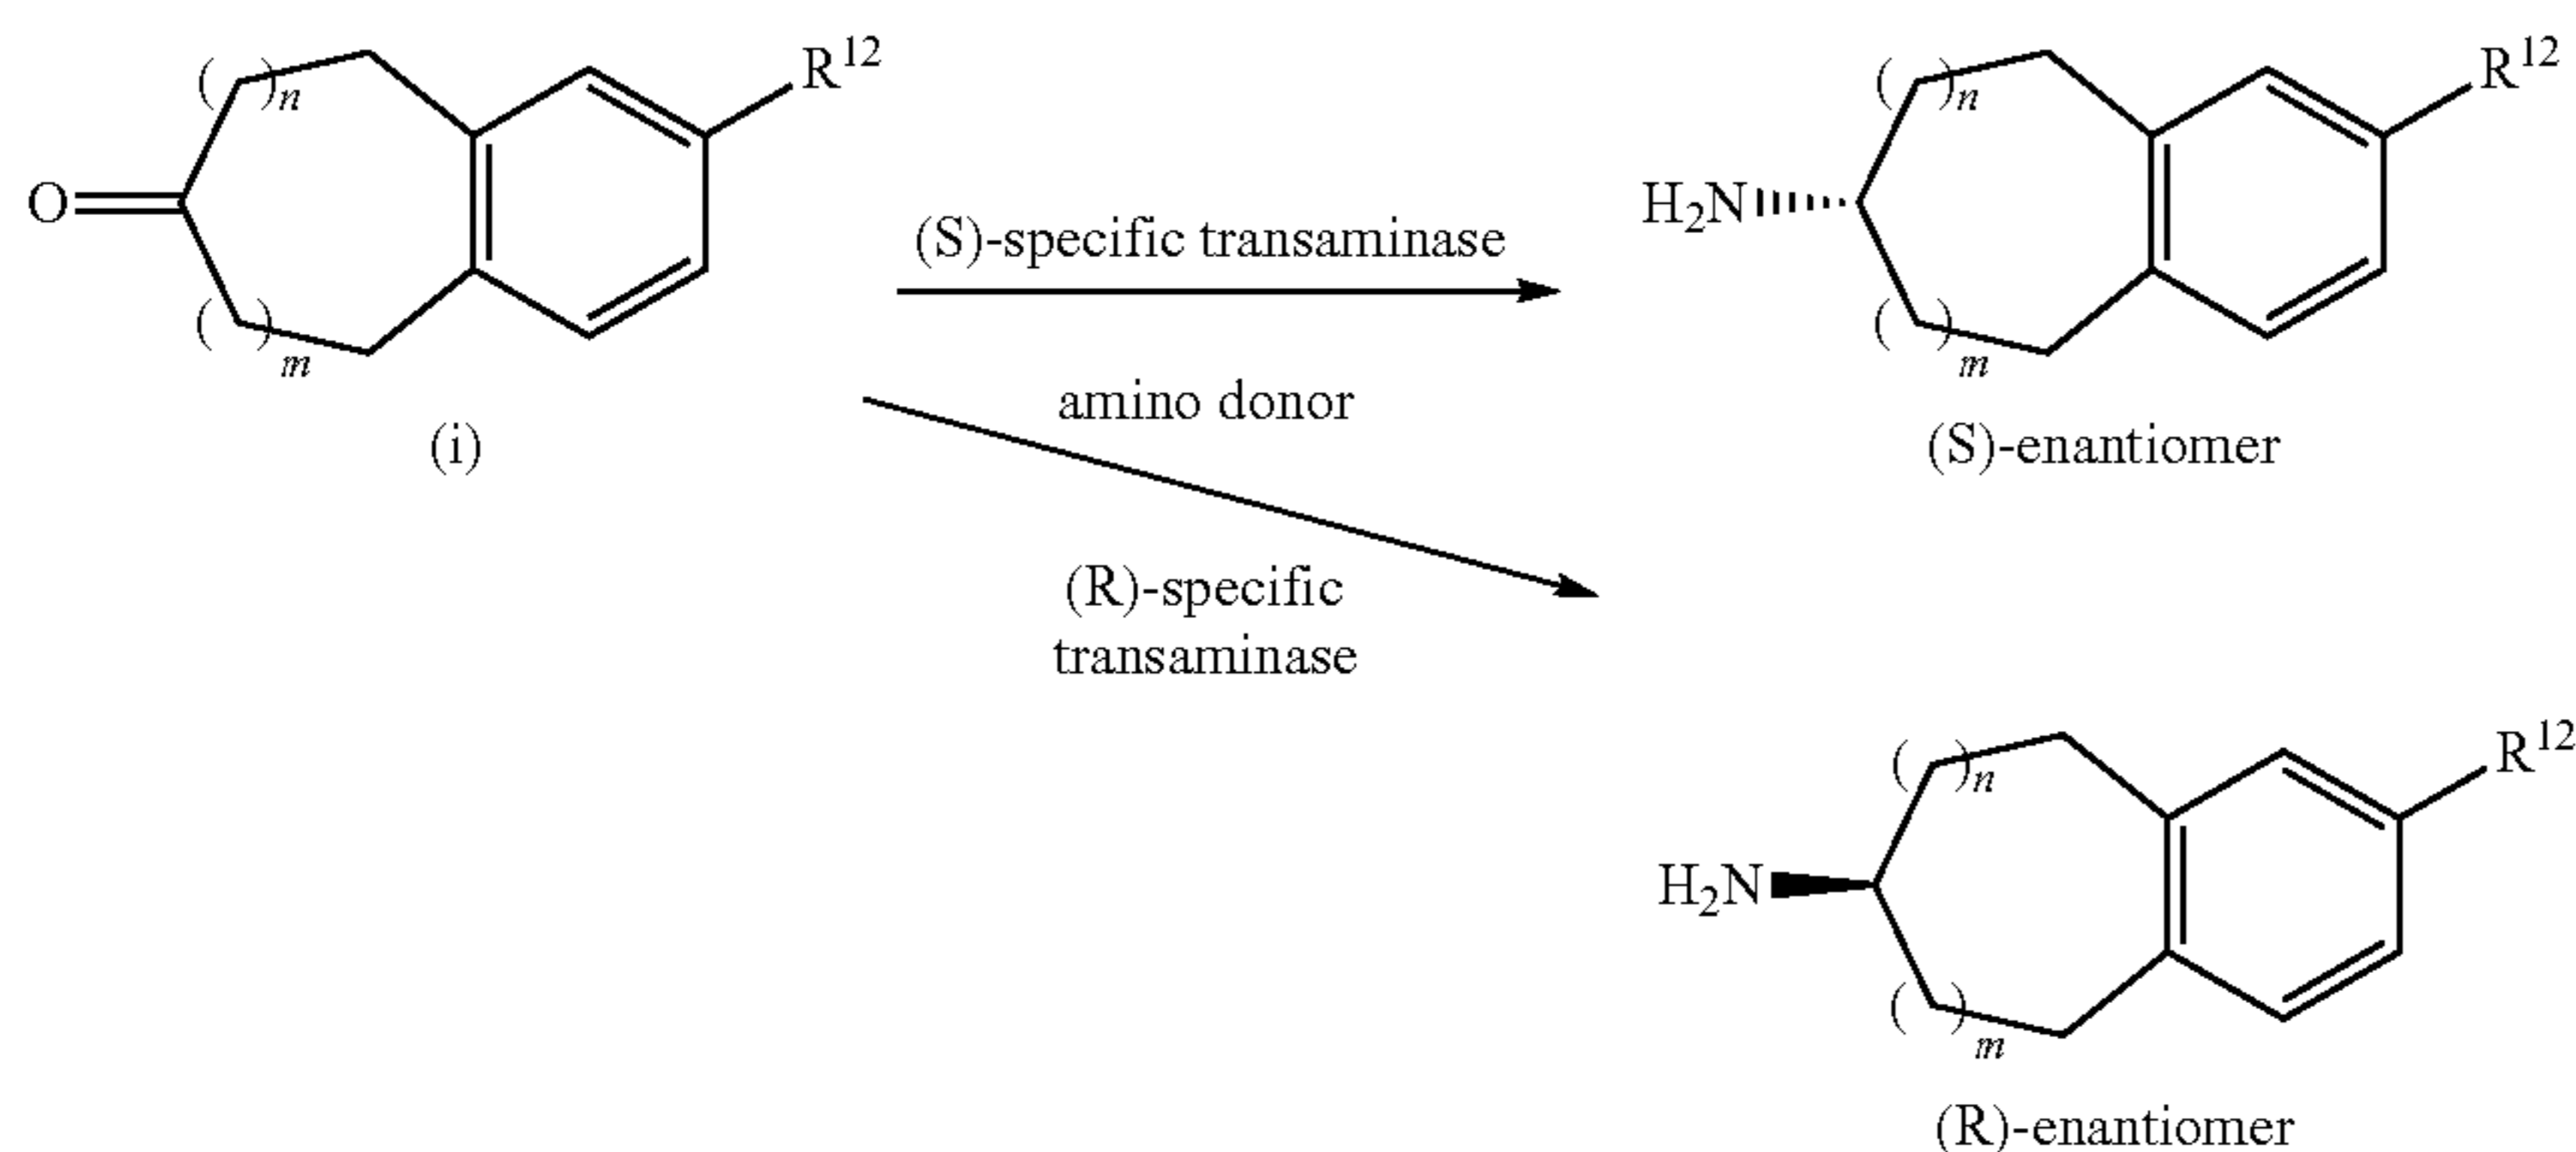 ( )n R12
O
( )m
(i)
(S)-specific transaminase
amino donor
(R)-specific
transaminase
( )n R12
H2N
( )m
(S)-enantiomer
( )n R12
H2N
( )m
(R)-enantiomer